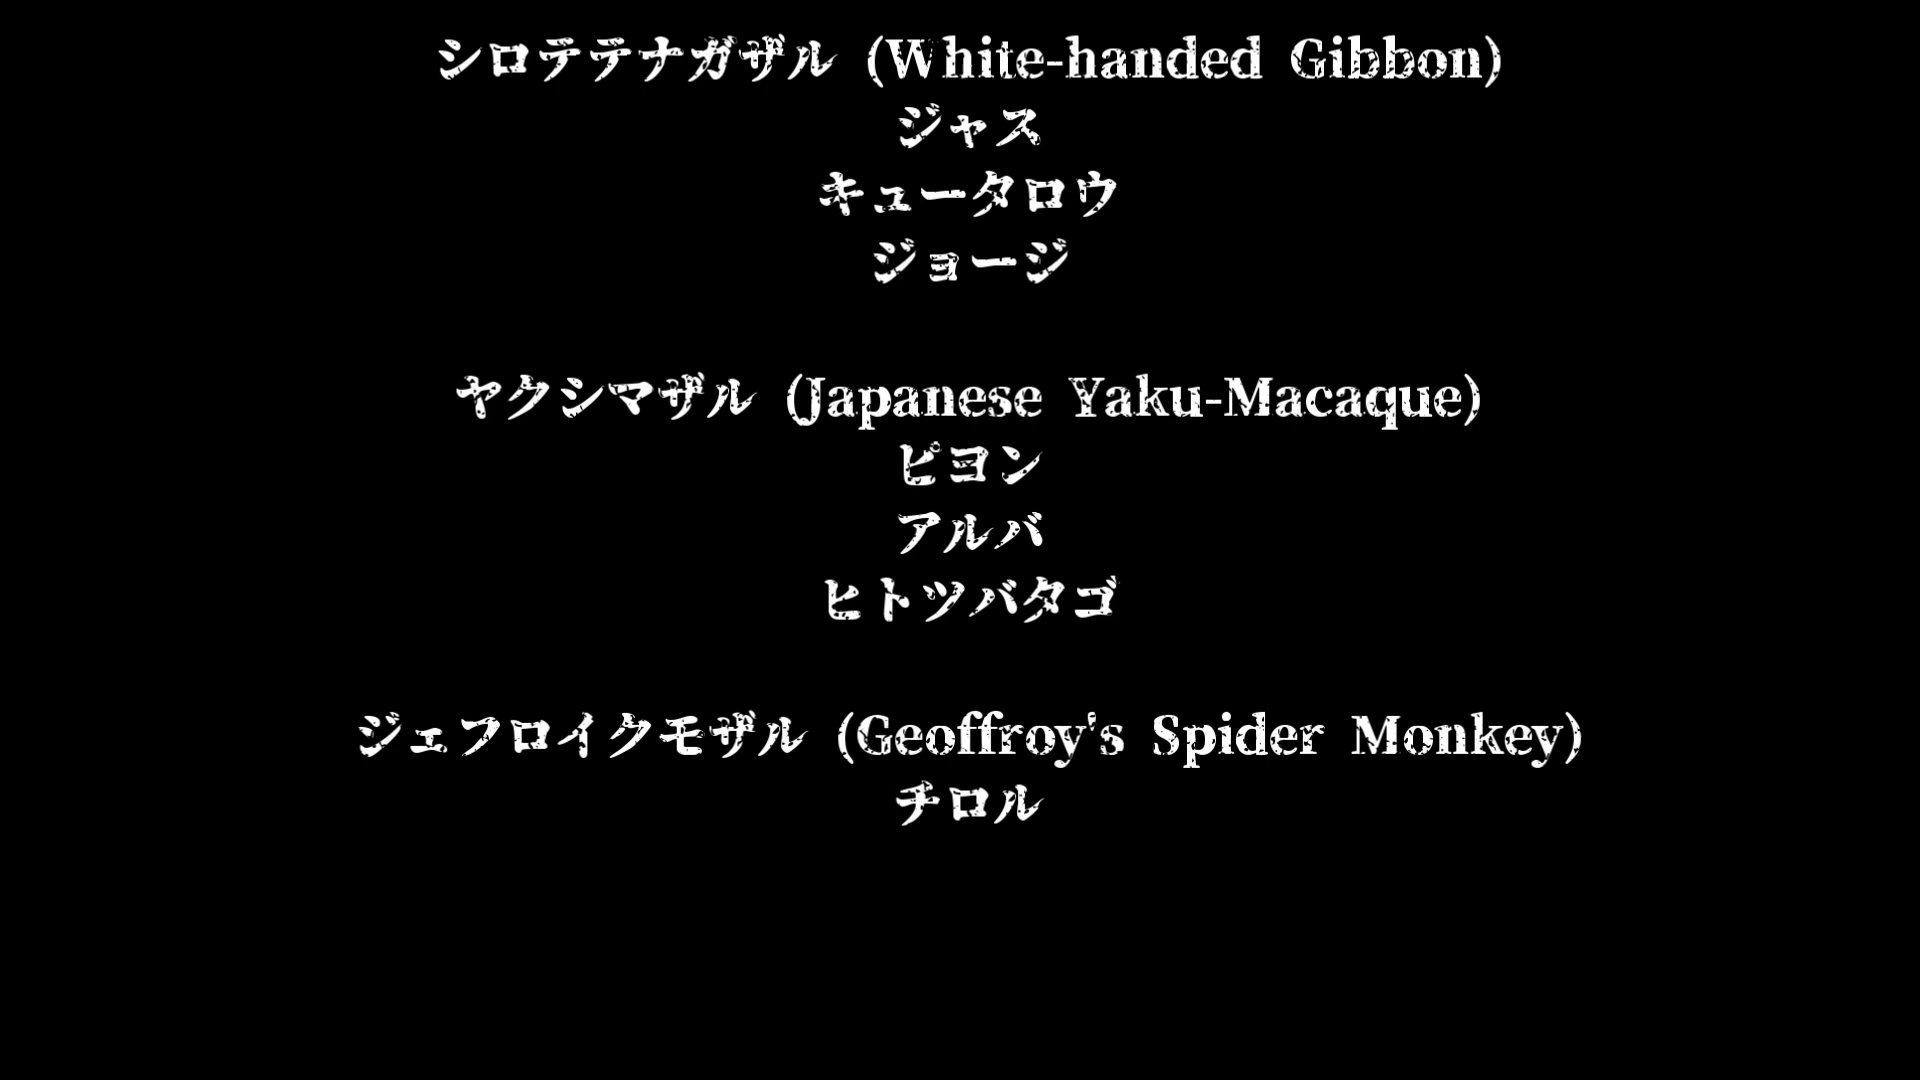 シロテテナガザル (White-handed Gibbon)
ジャス
キュータロウ
ジョージ
ヤクシマザル (Japanese Yaku-Macaque)
ピヨン
アルバ
ヒトツバタゴ
ジェフロイクモザル (Geoffroy's Spider Monkey)
チロル